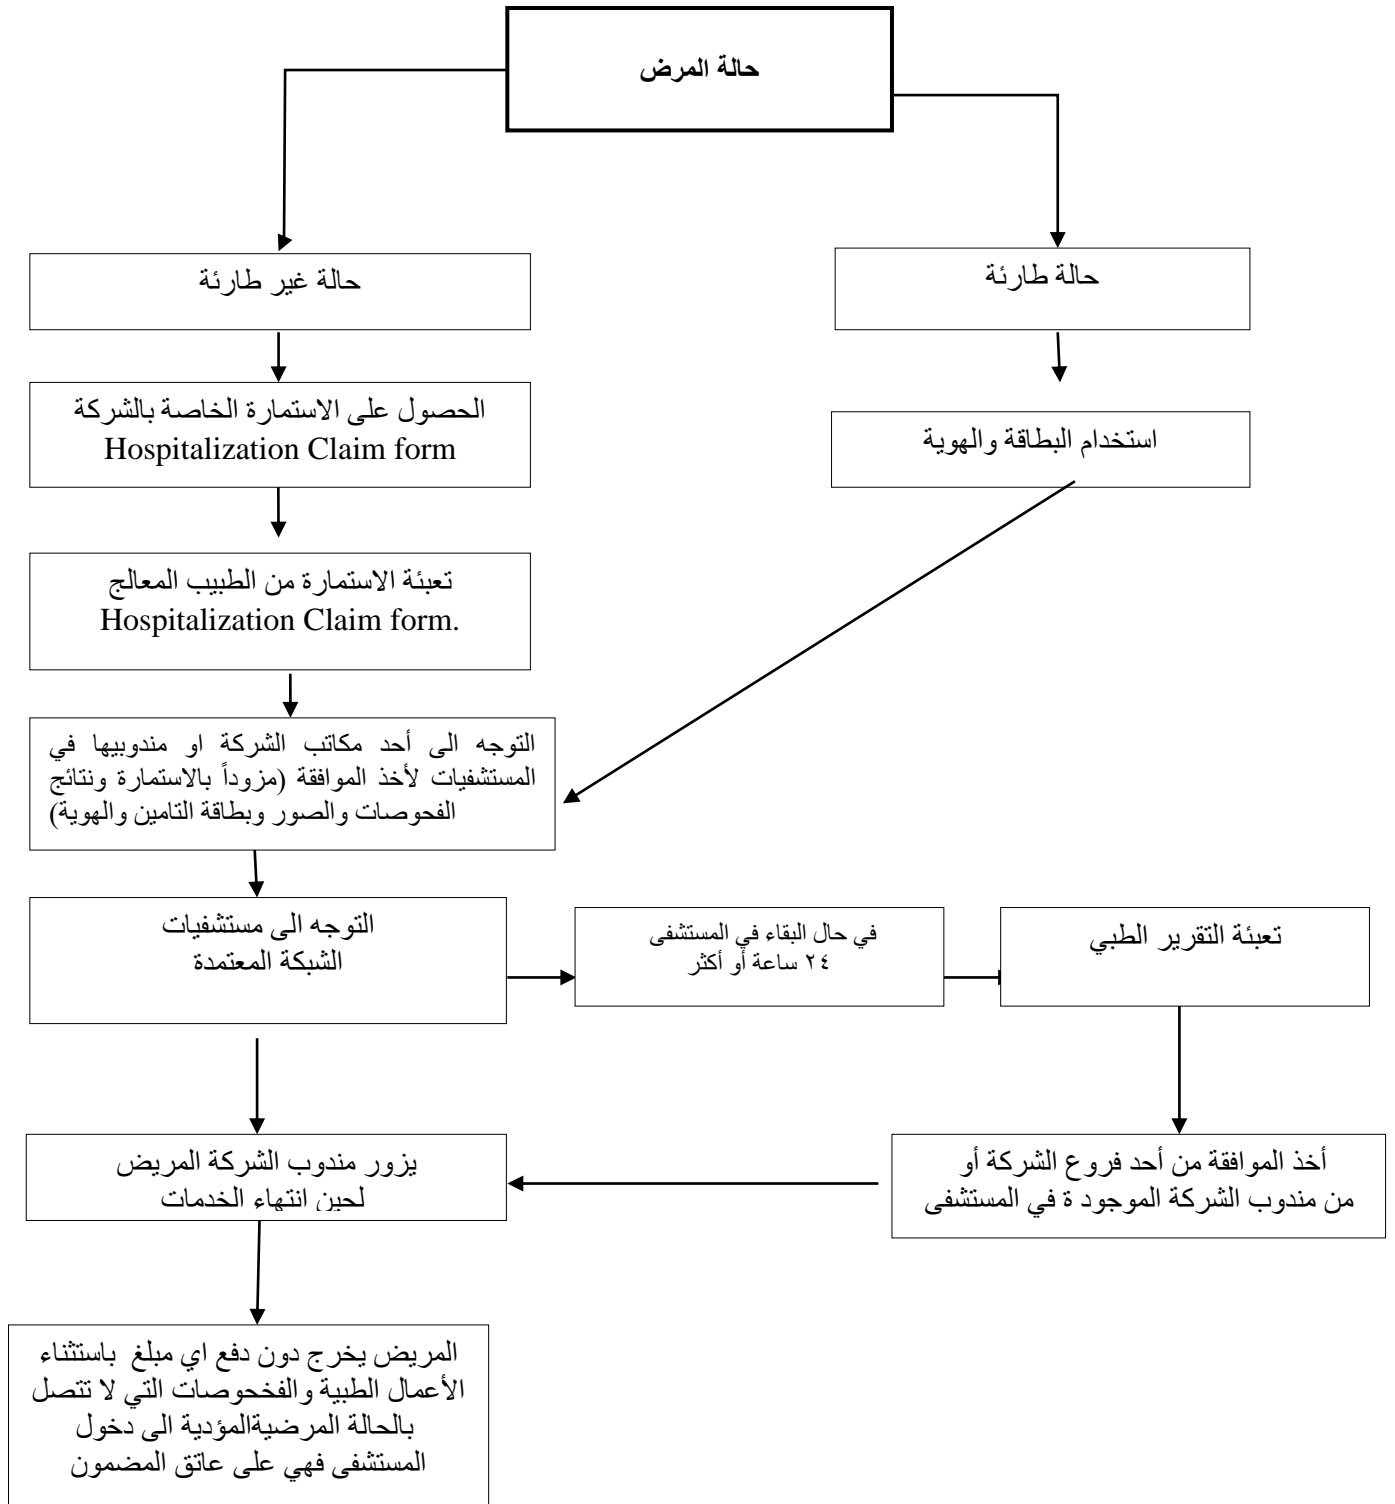 حالة المرض
حالة غير طارئة
حالة طارئة
الحصول على الاستمارة الخاصة بالشركة
Hospitalization Claim form
استخدام البطاقة والهوية
تعبئة الاستمارة من الطبيب المعالج
Hospitalization Claim form.
التوجه الى أحد مكاتب الشركة او مندوبيها في
المستشفيات لأخذ الموافقة (مزوداً بالاستمارة ونتائج
الفحوصات والصور وبطاقة التامين والهوية)
التوجه الى مستشفيات
الشبكة المعتمدة
في حال البقاء في المستشفى
٢٤ ساعة أو أكثر
تعبئة التقرير الطبي
أخذ الموافقة من أحد فروع الشركة أو
من مندوب الشركة الموجود ة في المستشفى
يزور مندوب الشركة المريض
لحين انتهاء الخدمات
المريض يخرج دون دفع اي مبلغ باستثناء
الأعمال الطبية والفخحوصات التي لا تتصل
بالحالة المرضيةالمؤدية الى دخول
المستشفى فهي على عاتق المضمون